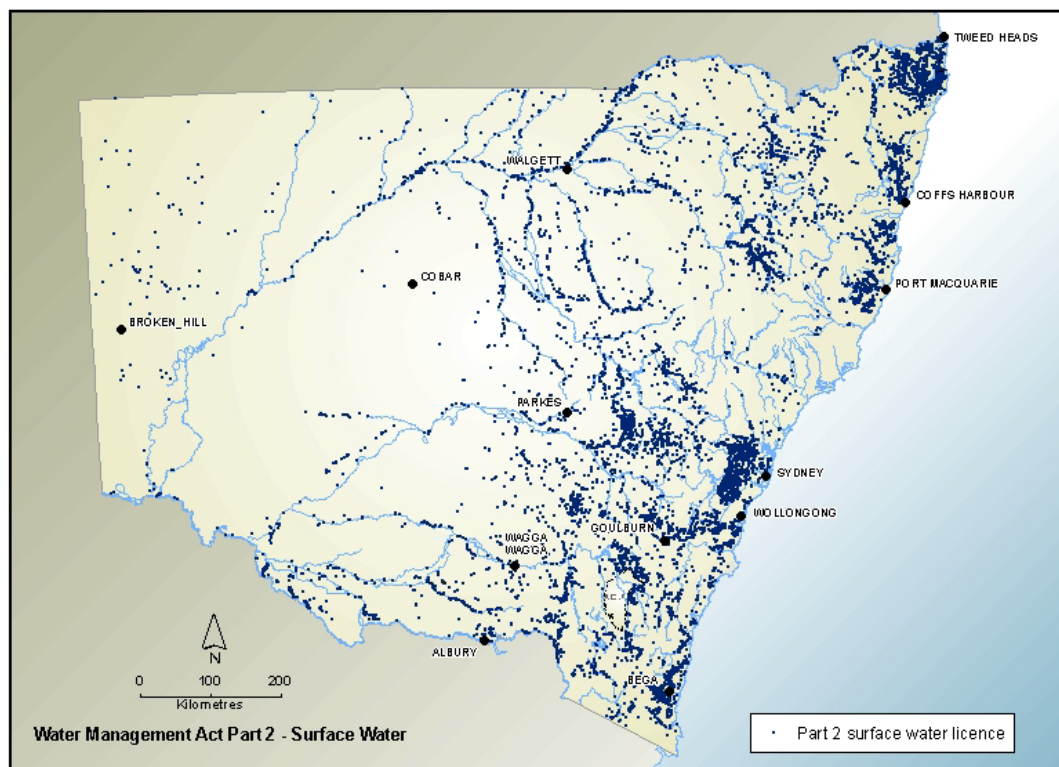 TWEED HEADS
WALGETT
COFFS HARBOUR
COBAR
PORT MACQUARIE
BROKEN_HILL
PARKES
SYDNEY
WOLLONGONG
GOULBURN
WAGGA
WAGGA
N
ALBURY
0 100 200
Kilometres
BEGA
Water Management Act Part 2 - Surface Water
Part 2 surface water licence